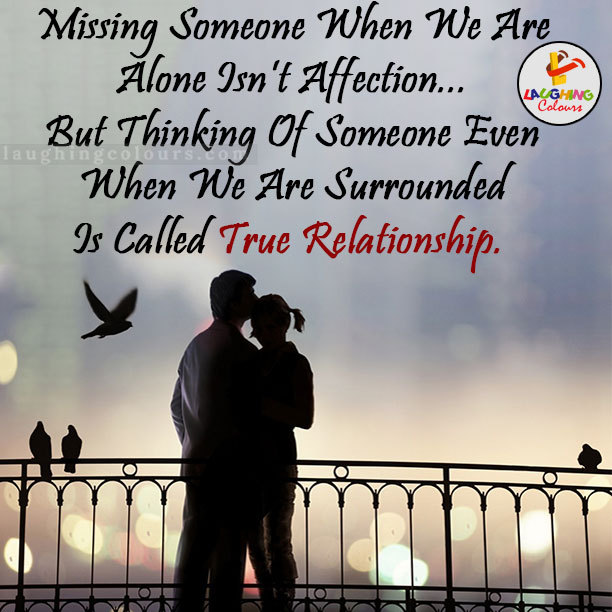 Missing Someone When We Are
Alone Isn't Affection...
LAUGHING
Colours
But Thinking Of Someone Even
laughingcolours.com
When We Are Surrounded
Is Called True Relationship.